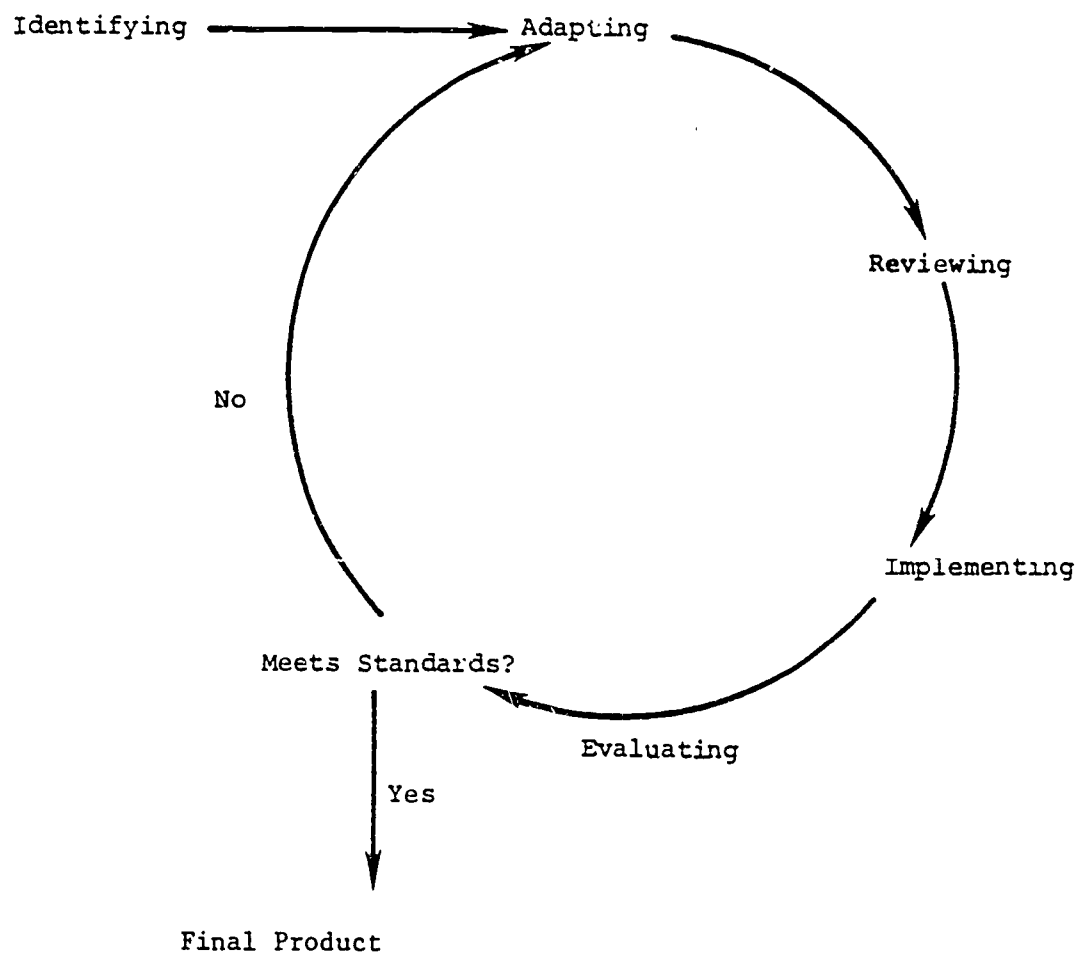 Identifying
Adapting
Reviewing
No
Implementing
Meets Standards?
Evaluating
Yes
Final Product